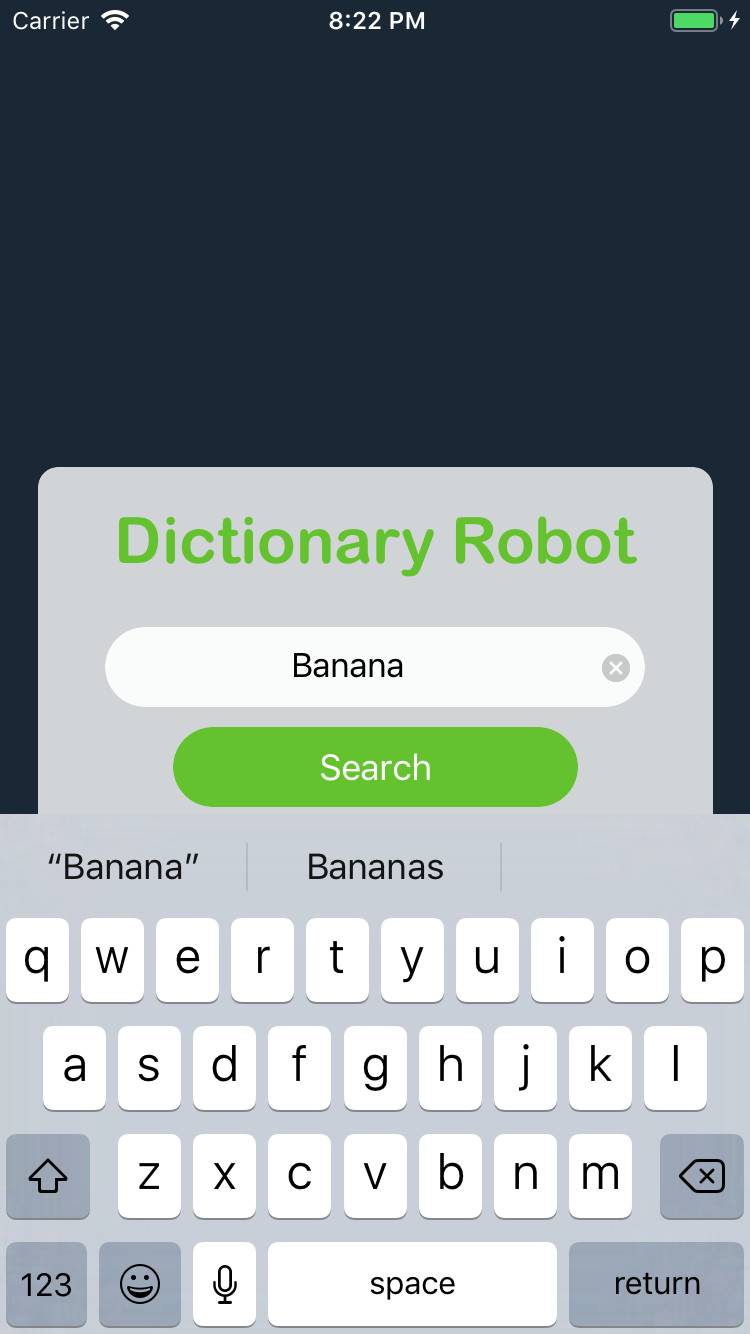 Carrier 8:22 PM
Dictionary Robot
Banana
Search
“Banana” Bananas
q w e r t y u i o p
a s d f g h j k l
z x c v b n m
123 space return